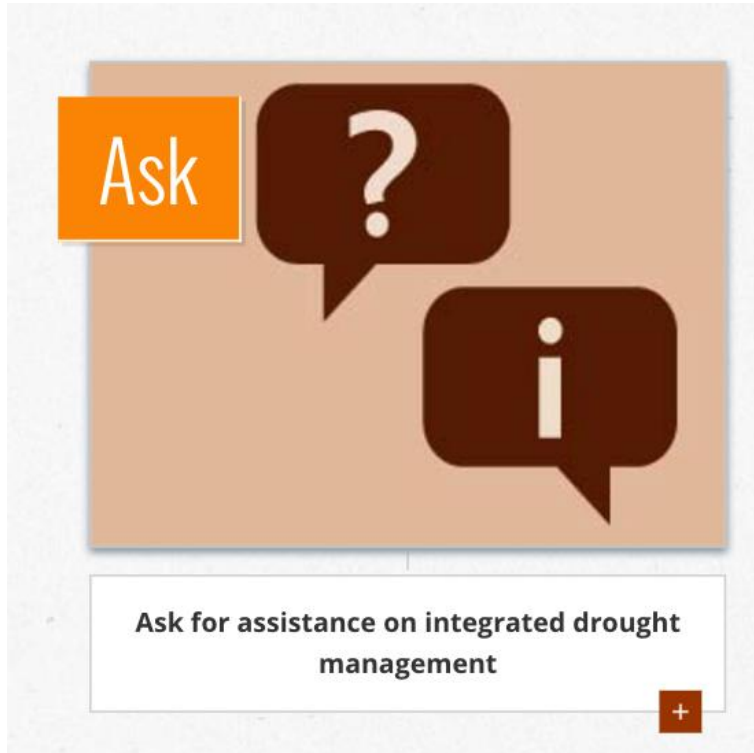 Ask
?
i
Ask for assistance on integrated drought
management
+